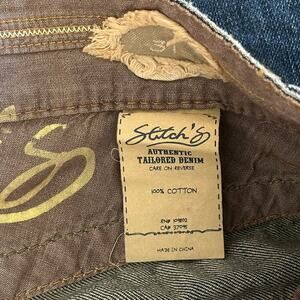 Stitch's
AUTHENTIC
TAILORED DENIM
CARE ON REVERSE
100% COTTON
MADE IN CHINA